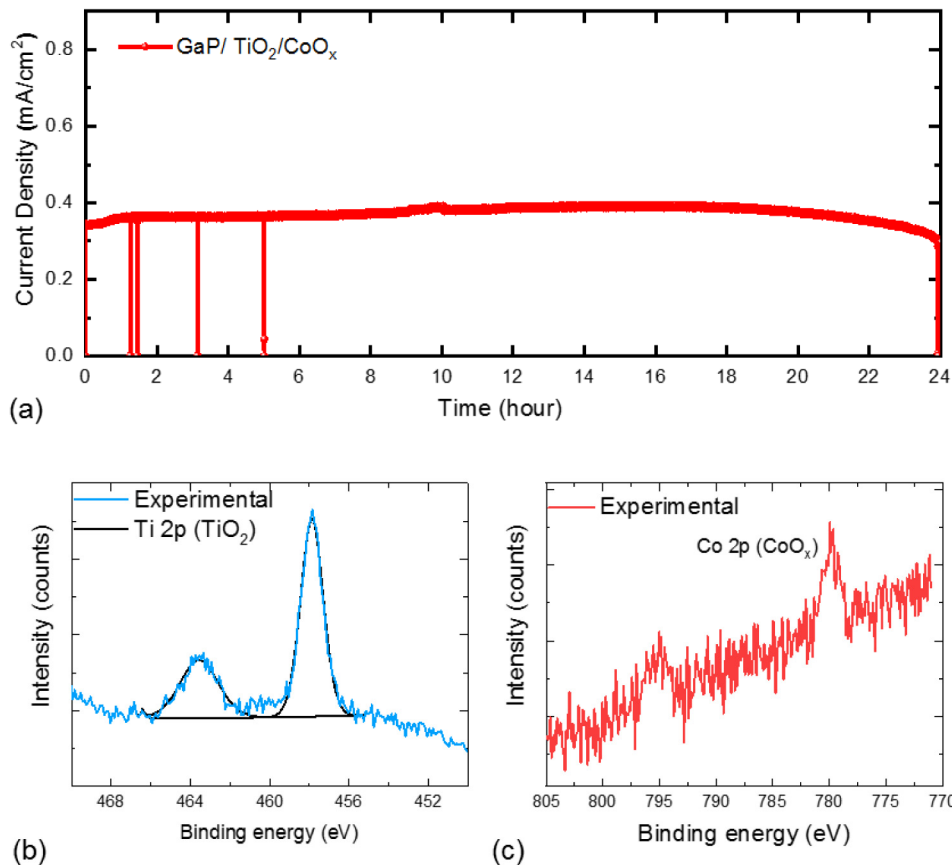 GaP/ TiO₂/CoOₓ
Current Density (mA/cm²)
0.8
0.6
0.4
0.2
0.0
0 2 4 6 8 10 12 14 16 18 20 22 24
Time (hour)
(a)
Experimental
Ti 2p (TiO₂)
Intensity (counts)
468 464 460 456 452
Binding energy (eV)
(b)
Experimental
Co 2p (CoOₓ)
Intensity (counts)
805 800 795 790 785 780 775 770
Binding energy (eV)
(c)